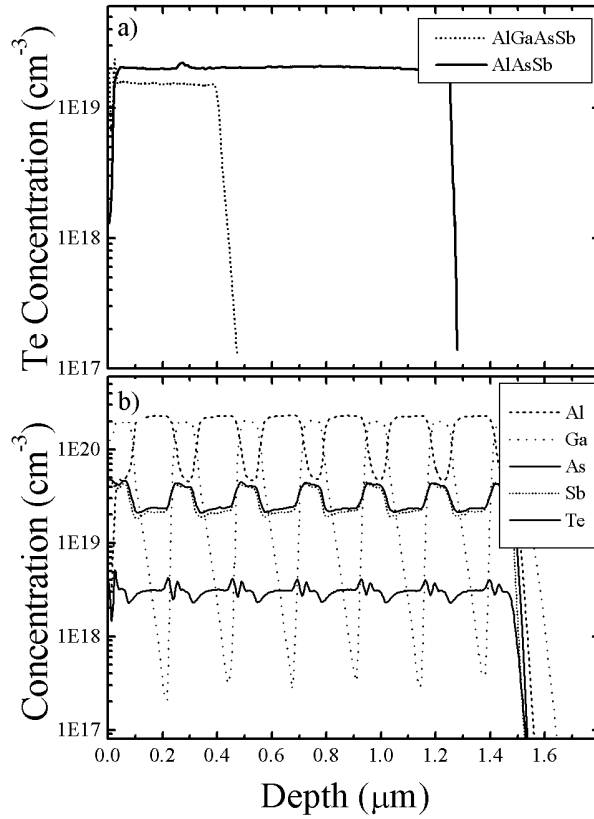 a)
AlGaAsSb
AlAsSb
1E19
1E18
1E17
Te Concentration (cm-3)
b)
Al
Ga
As
Sb
Te
1E20
1E19
1E18
1E17
Concentration (cm-3)
0.0 0.2 0.4 0.6 0.8 1.0 1.2 1.4 1.6
Depth (μm)